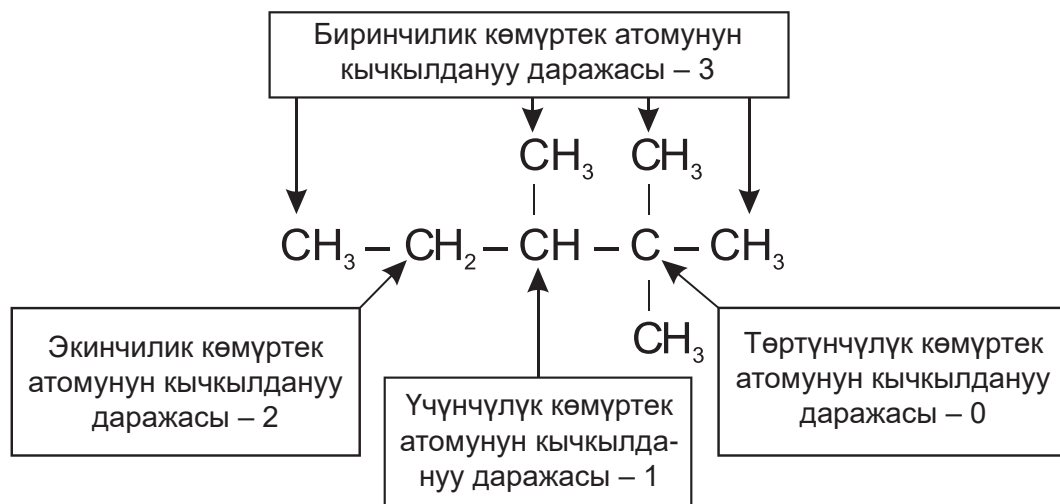 Биринчилик көмүртек атомунун
кычкылдануу даражасы – 3
CH₃ CH₃
CH₃ – CH₂ – CH – C – CH₃
CH₃
Экинчилик көмүртек
атомунун кычкылдануу
даражасы – 2
Үчүнчүлүк көмүртек
атомунун кычкылда-
нуу даражасы – 1
Төртүнчүлүк көмүртек
атомунун кычкылдануу
даражасы – 0